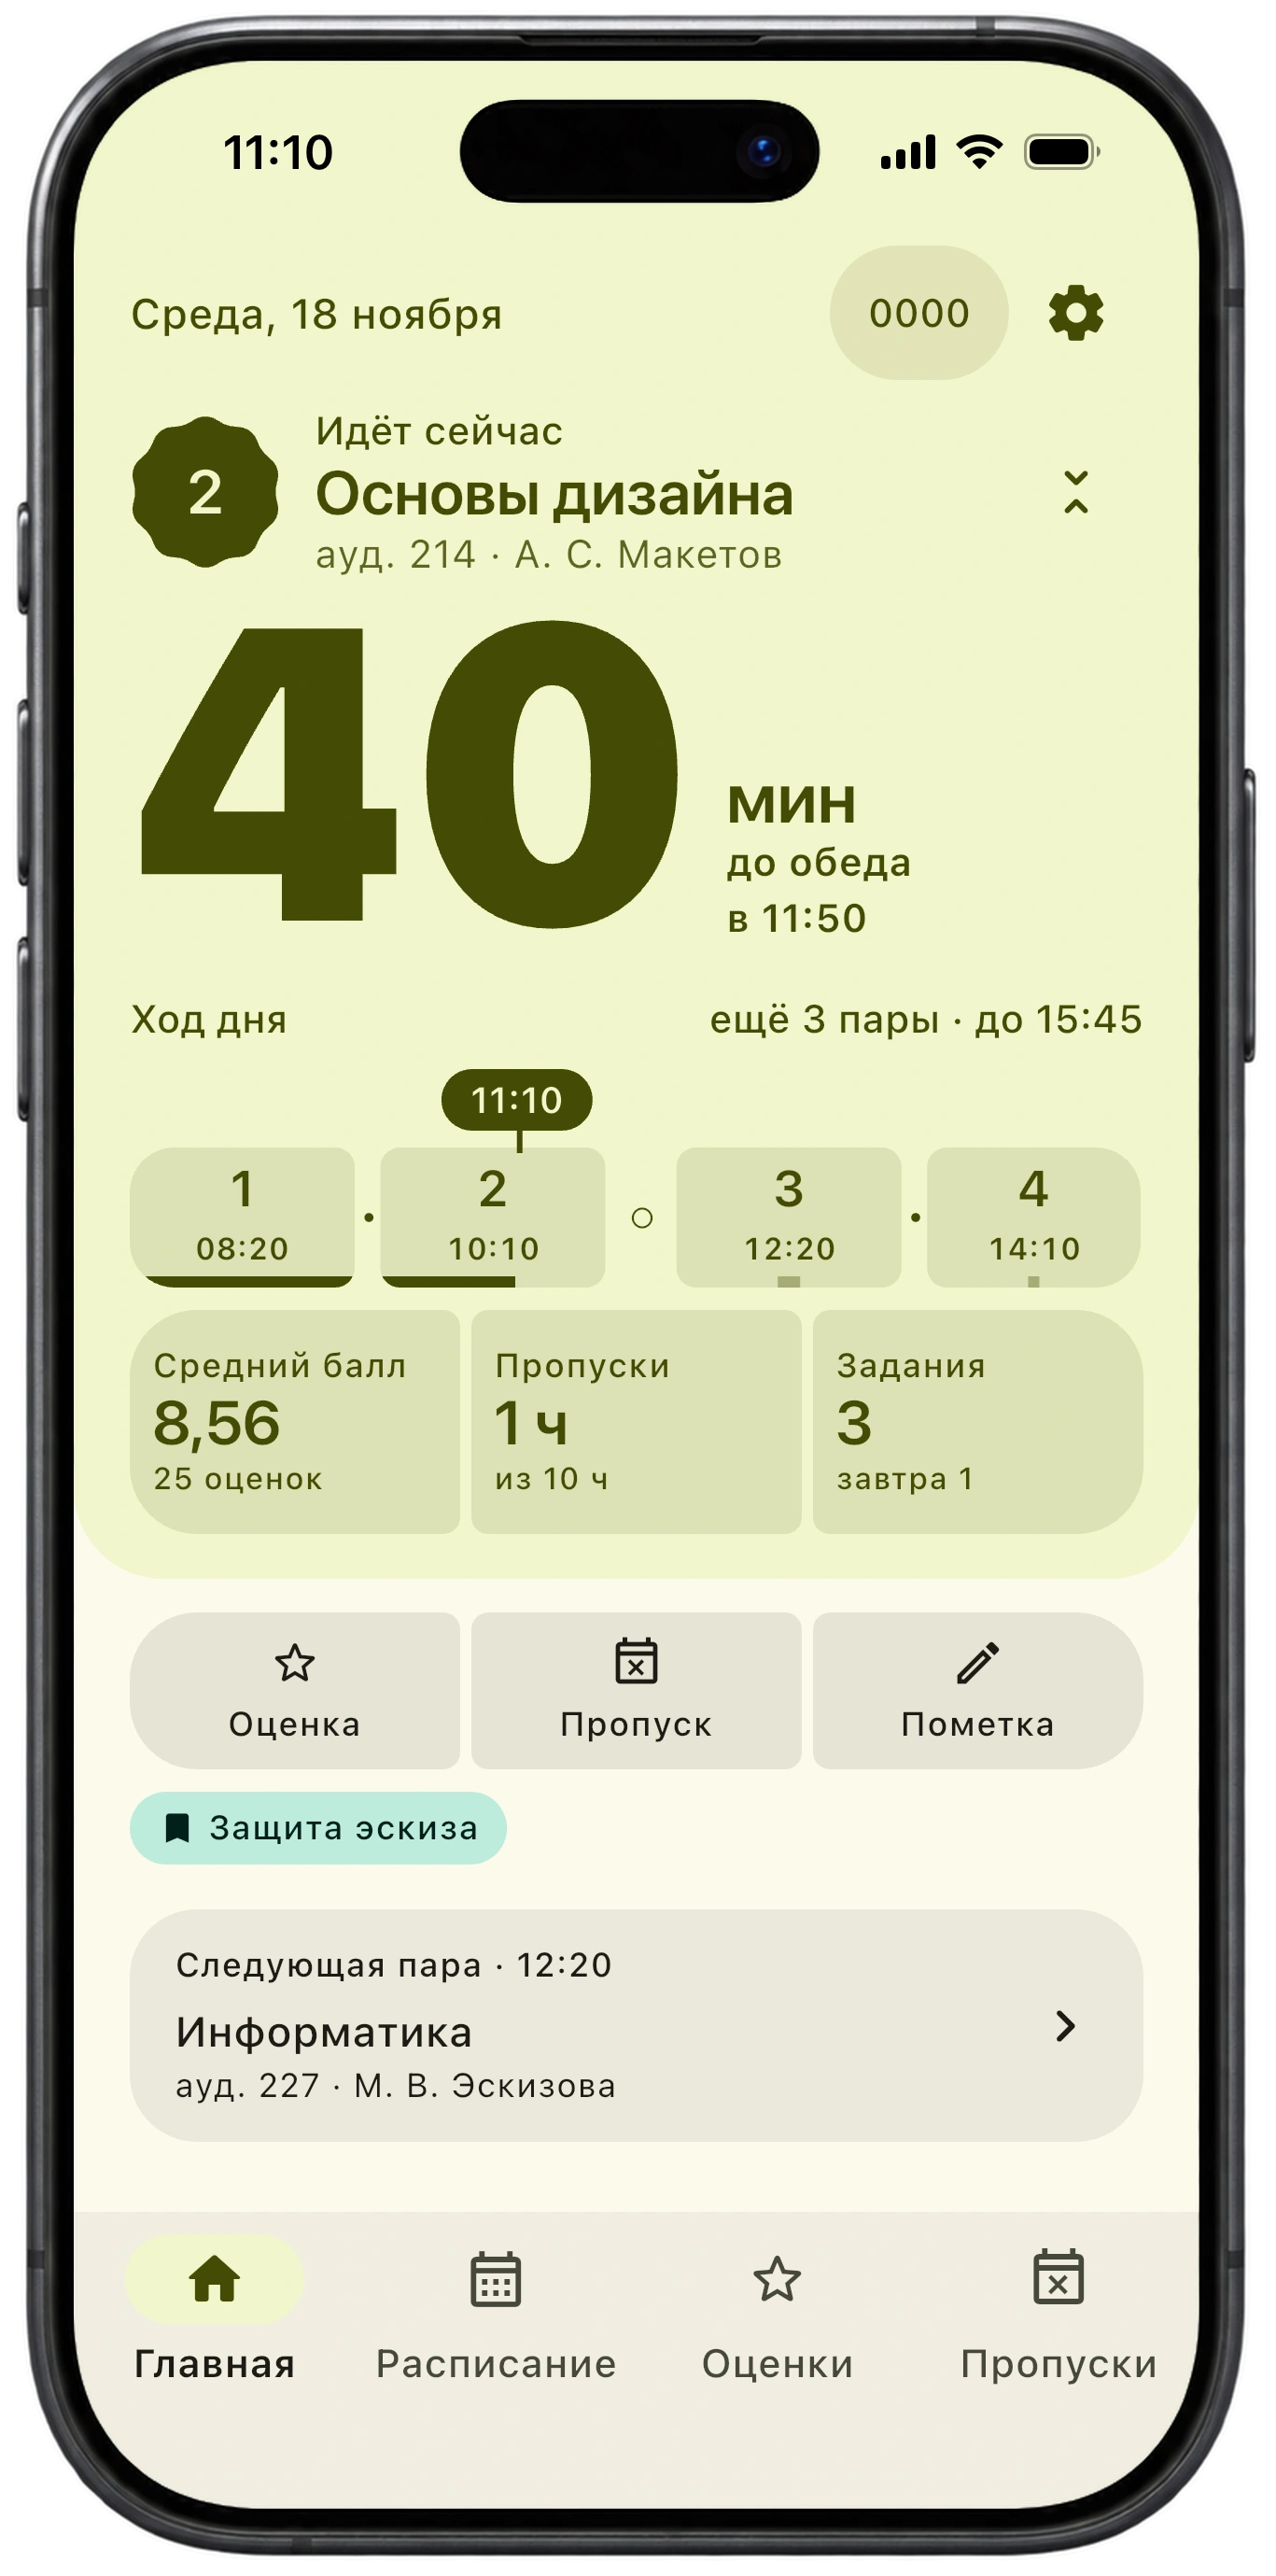 11:10
Среда, 18 ноября
0000
Идёт сейчас
2
Основы дизайна
ауд. 214 · А. С. Макетов
40
мин
до обеда
в 11:50
Ход дня
ещё 3 пары · до 15:45
11:10
1
08:20
2
10:10
3
12:20
4
14:10
Средний балл
8,56
25 оценок
Пропуски
1 ч
из 10 ч
Задания
3
завтра 1
Оценка
Пропуск
Пометка
Защита эскиза
Следующая пара · 12:20
Информатика
ауд. 227 · М. В. Эскизова
Главная
Расписание
Оценки
Пропуски